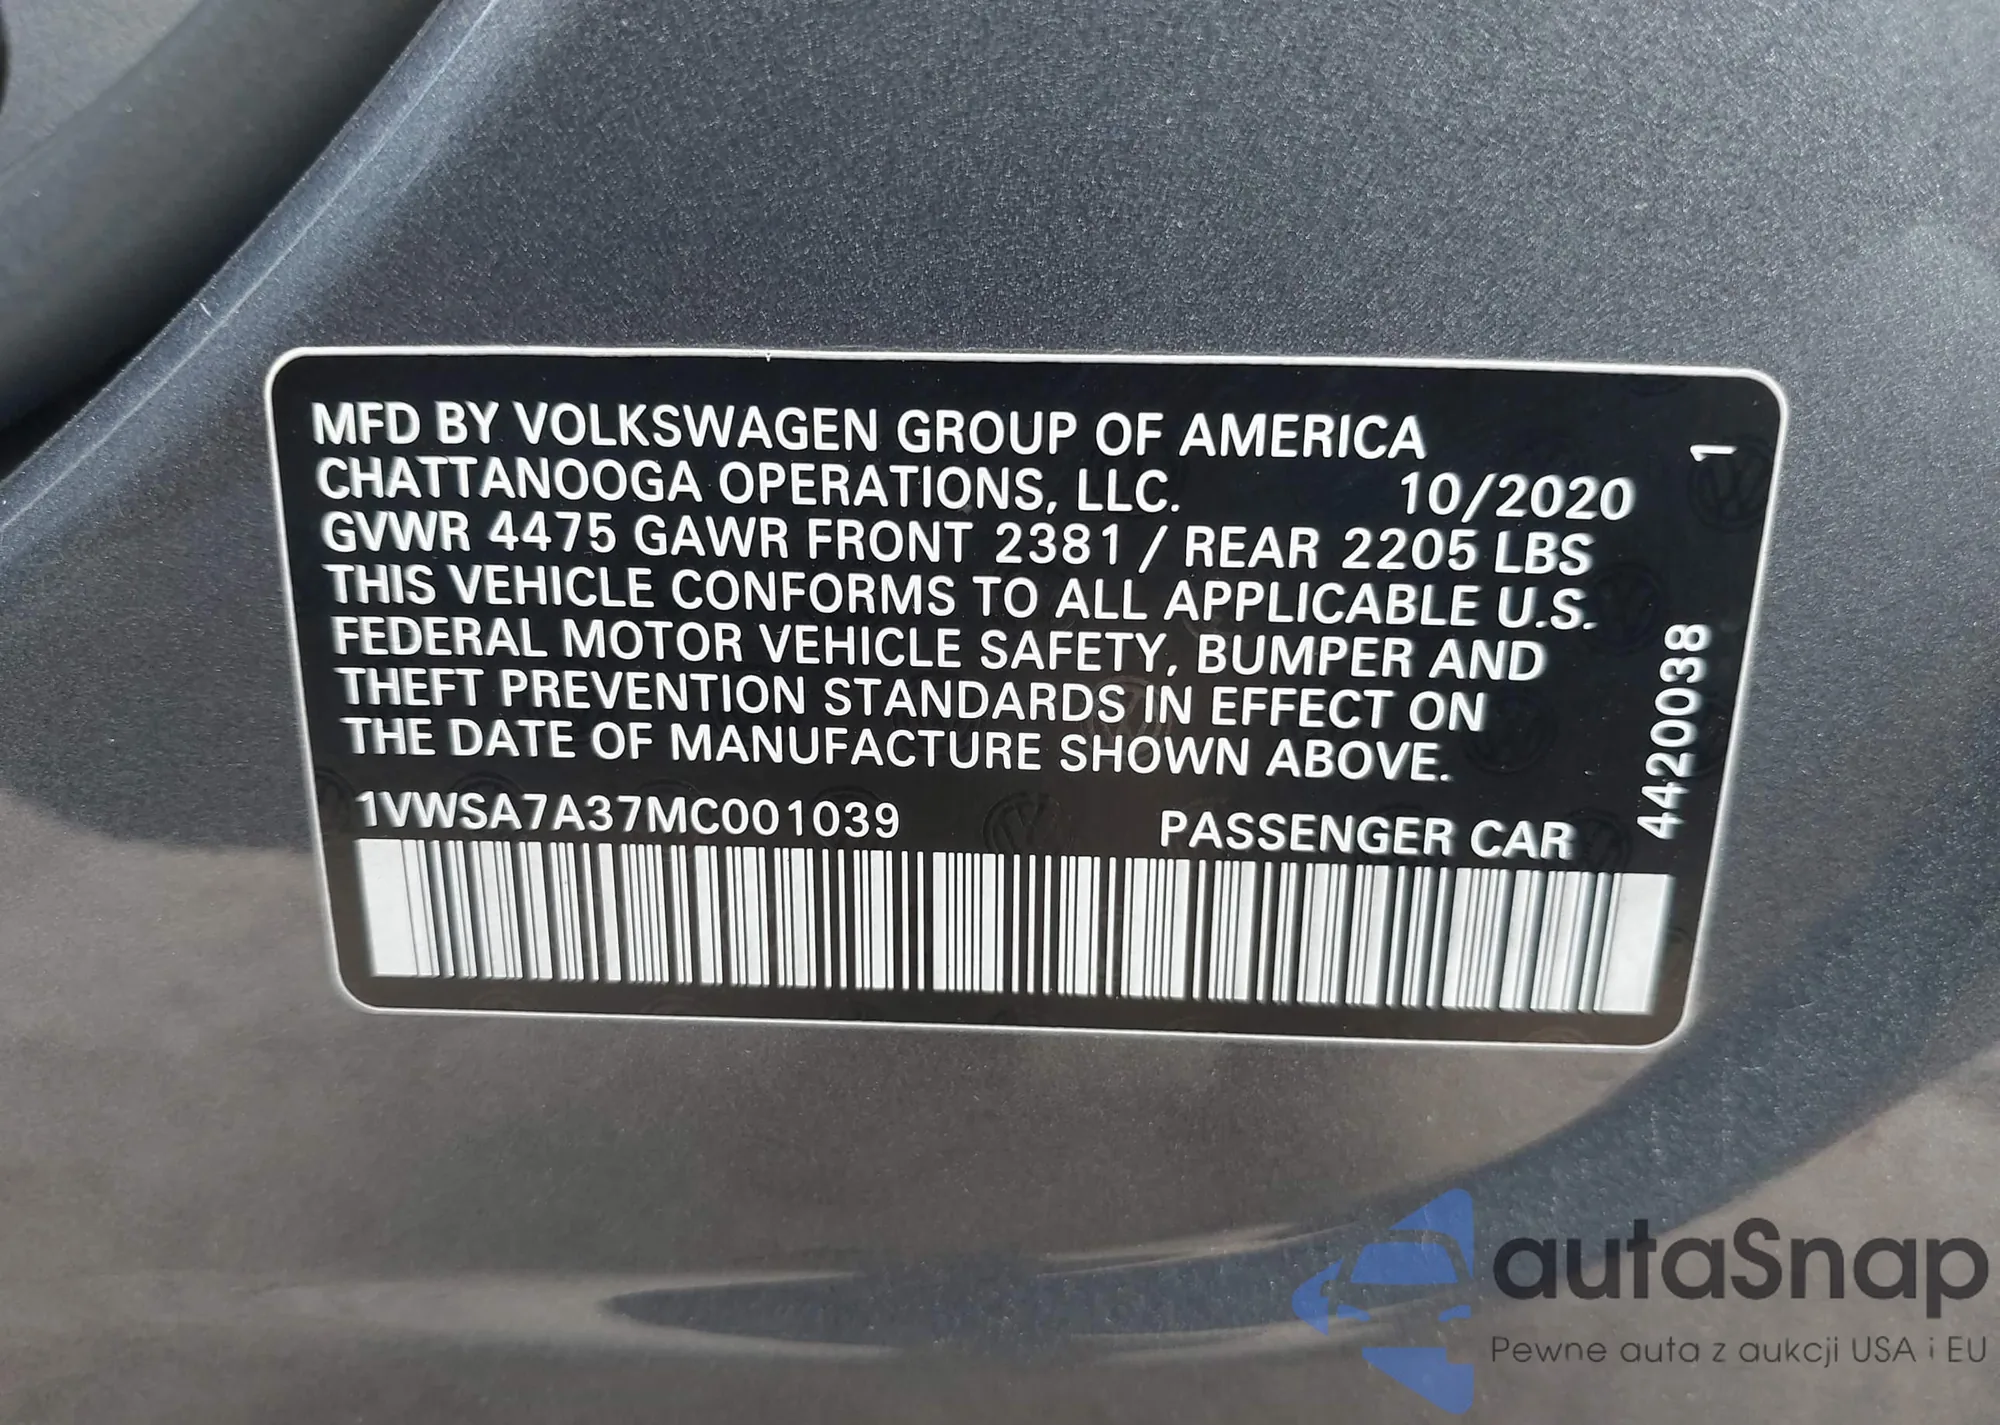 MFD BY VOLKSWAGEN GROUP OF AMERICA
CHATTANOOGA OPERATIONS, LLC. 10/2020
GVWR 4475 GAWR FRONT 2381 / REAR 2205 LBS
THIS VEHICLE CONFORMS TO ALL APPLICABLE U.S.
FEDERAL MOTOR VEHICLE SAFETY, BUMPER AND
THEFT PREVENTION STANDARDS IN EFFECT ON
THE DATE OF MANUFACTURE SHOWN ABOVE.
1VWSA7A37MC001039 PASSENGER CAR
4420038 1
autaSnap
Pewne auta z aukcji USA i EU